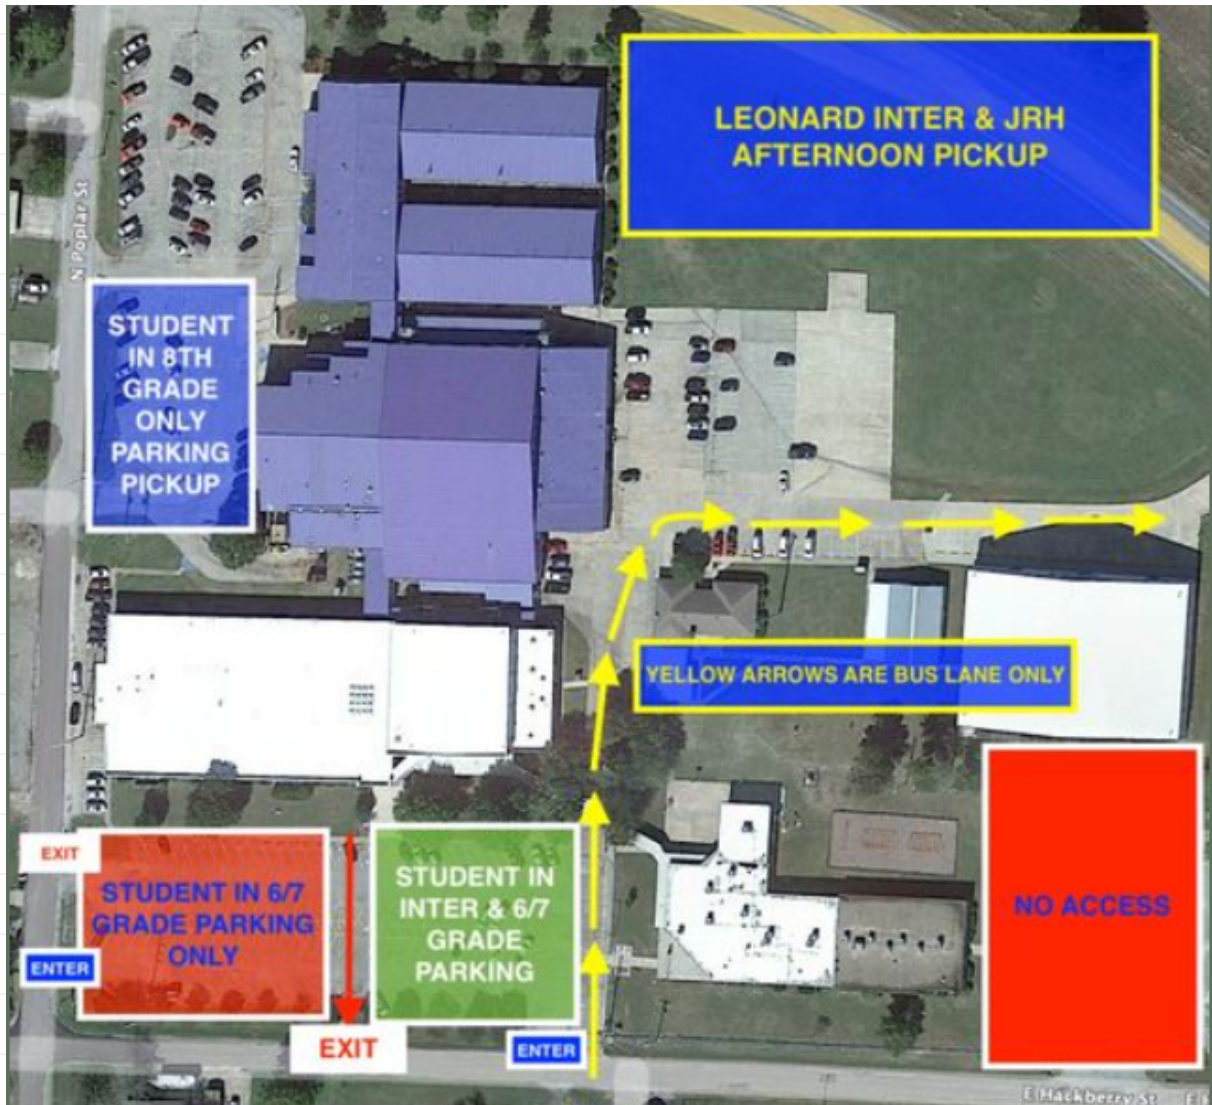 LEONARD INTER & JRH
AFTERNOON PICKUP
N Poplar St
STUDENT
IN 8TH
GRADE
ONLY
PARKING
PICKUP
YELLOW ARROWS ARE BUS LANE ONLY
EXIT
STUDENT IN 6/7
GRADE PARKING
ONLY
ENTER
STUDENT IN
INTER & 6/7
GRADE
PARKING
NO ACCESS
EXIT
ENTER
E Hackberry St